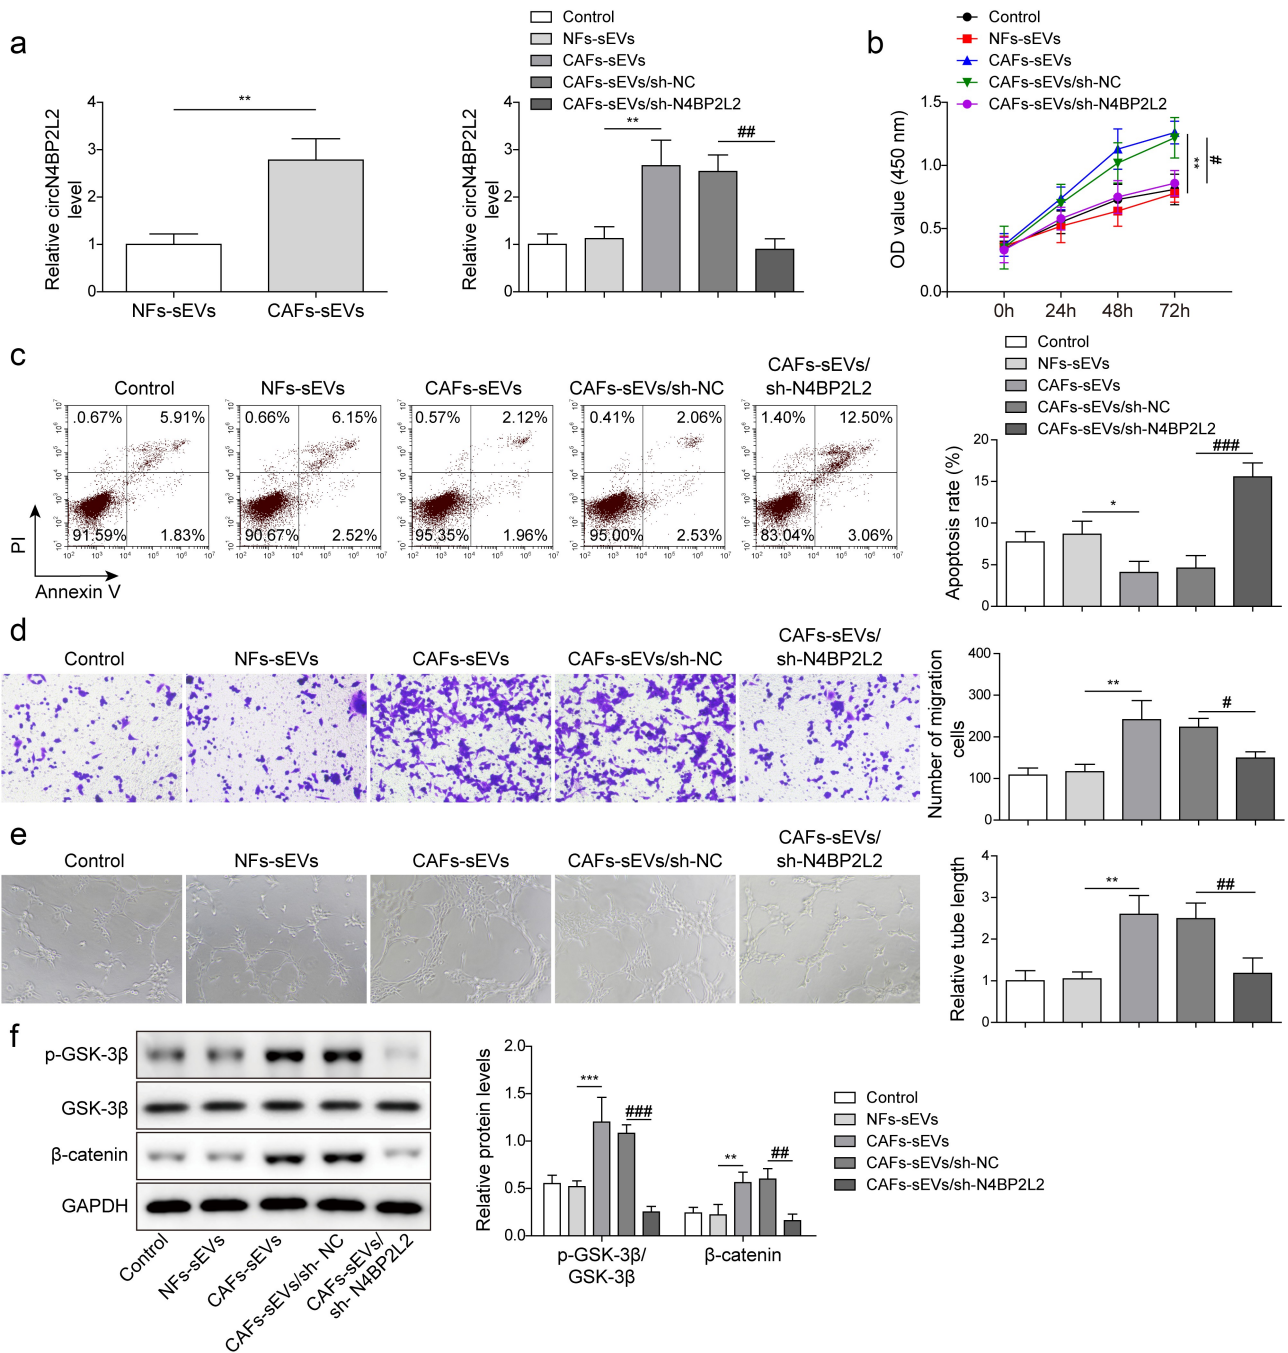 a
Relative circN4BP2L2
level
4
3
2
1
0
**
NFs-sEVs
CAFs-sEVs
Control
NFs-sEVs
CAFs-sEVs
CAFs-sEVs/sh-NC
CAFs-sEVs/sh-N4BP2L2
Relative circN4BP2L2
level
4
3
2
1
0
**
##
b
Control
NFs-sEVs
CAFs-sEVs
CAFs-sEVs/sh-NC
CAFs-sEVs/sh-N4BP2L2
OD value (450 nm)
1.5
1.0
0.5
0.0
0h
24h
48h
72h
**
#
c
Control
NFs-sEVs
CAFs-sEVs
CAFs-sEVs/sh-NC
CAFs-sEVs/
sh-N4BP2L2
0.67%
5.91%
91.59%
1.83%
0.66%
6.15%
90.67%
2.52%
0.57%
2.12%
95.35%
1.96%
0.41%
2.06%
95.00%
2.53%
1.40%
12.50%
83.04%
3.06%
PI
Annexin V
Control
NFs-sEVs
CAFs-sEVs
CAFs-sEVs/sh-NC
CAFs-sEVs/sh-N4BP2L2
Apoptosis rate (%)
20
15
10
5
0
*
###
d
Control
NFs-sEVs
CAFs-sEVs
CAFs-sEVs/sh-NC
CAFs-sEVs/
sh-N4BP2L2
Number of migration
cells
400
300
200
100
0
**
#
e
Control
NFs-sEVs
CAFs-sEVs
CAFs-sEVs/sh-NC
CAFs-sEVs/
sh-N4BP2L2
Relative tube length
4
3
2
1
0
**
##
f
p-GSK-3β
GSK-3β
β-catenin
GAPDH
Control
NFs-sEVs
CAFs-sEVs
CAFs-sEVs/sh- NC
CAFs-sEVs/
sh- N4BP2L2
Relative protein levels
2.0
1.5
1.0
0.5
0.0
***
###
**
##
p-GSK-3β/
GSK-3β
β-catenin
Control
NFs-sEVs
CAFs-sEVs
CAFs-sEVs/sh-NC
CAFs-sEVs/sh-N4BP2L2